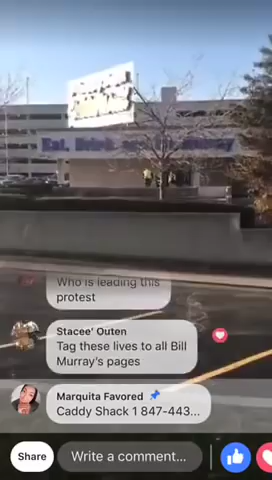 Eat, Drink
Who is leading this
protest
Stacee' Outen
Tag these lives to all Bill
Murray's pages
Marquita Favored
Caddy Shack 1 847-443...
Share
Write a comment...